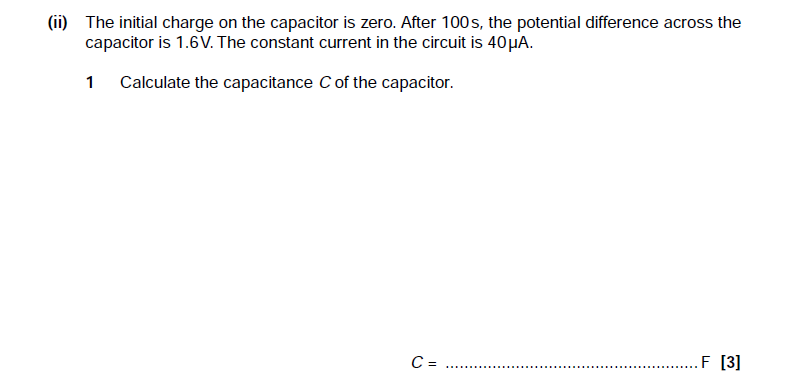 (ii) The initial charge on the capacitor is zero. After 100s, the potential difference across the
capacitor is 1.6V. The constant current in the circuit is 40µA.
1 Calculate the capacitance C of the capacitor.
C = ...................................................... F [3]